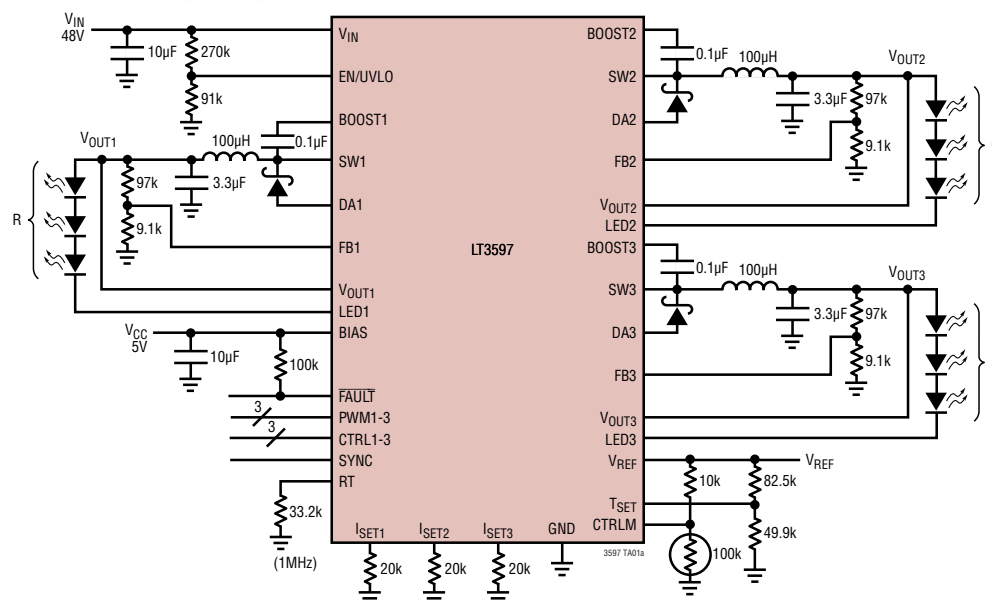 VIN
48V
10µF
270k
91k
VIN
EN/UVLO
BOOST1
SW1
DA1
FB1
VOUT1
LED1
BIAS
FAULT
PWM1-3
CTRL1-3
SYNC
RT
VOUT1
100µH
0.1µF
97k
3.3µF
9.1k
R
VCC
5V
10µF
100k
3
3
33.2k
(1MHz)
LT3597
ISET1
ISET2
ISET3
GND
20k
20k
20k
3597 TA01a
BOOST2
SW2
DA2
FB2
VOUT2
LED2
BOOST3
SW3
DA3
FB3
VOUT3
LED3
VREF
TSET
CTRLM
0.1µF
100µH
VOUT2
3.3µF
97k
9.1k
0.1µF
100µH
VOUT3
3.3µF
97k
9.1k
VREF
10k
82.5k
49.9k
100k